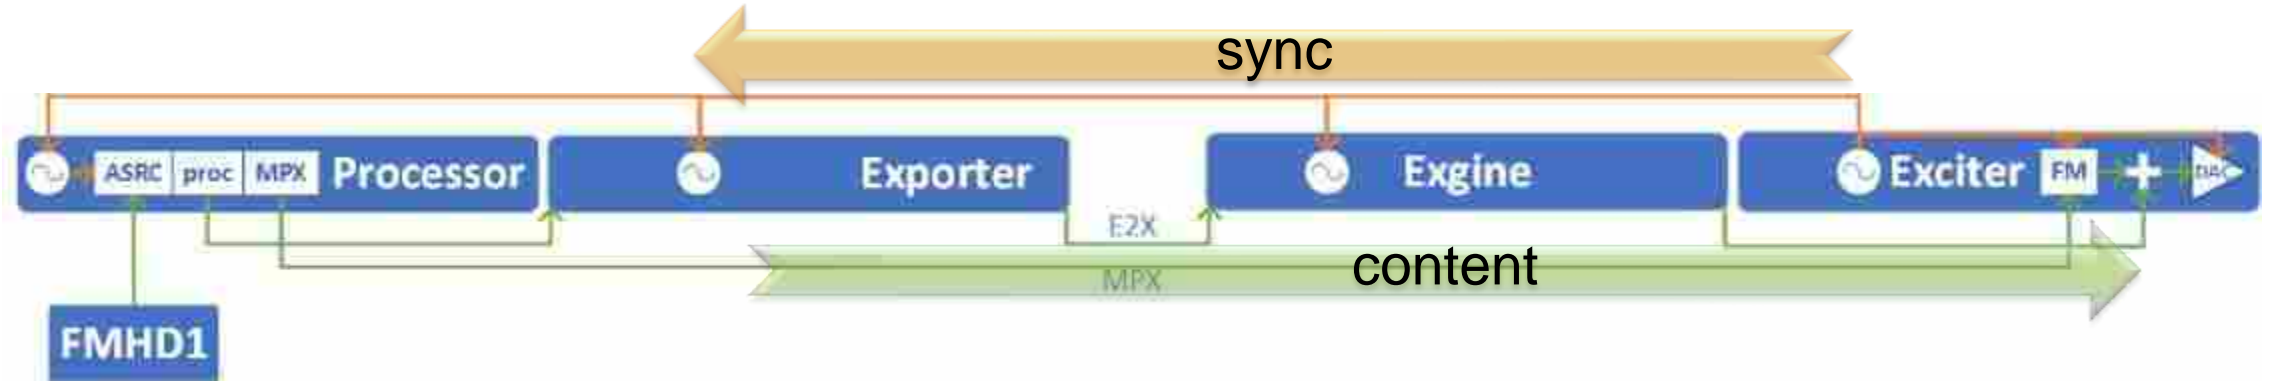 sync
ASRC proc MPX Processor
Exporter
Exgine
Exciter FM + DAC
E2X
content
MPX
FMHD1